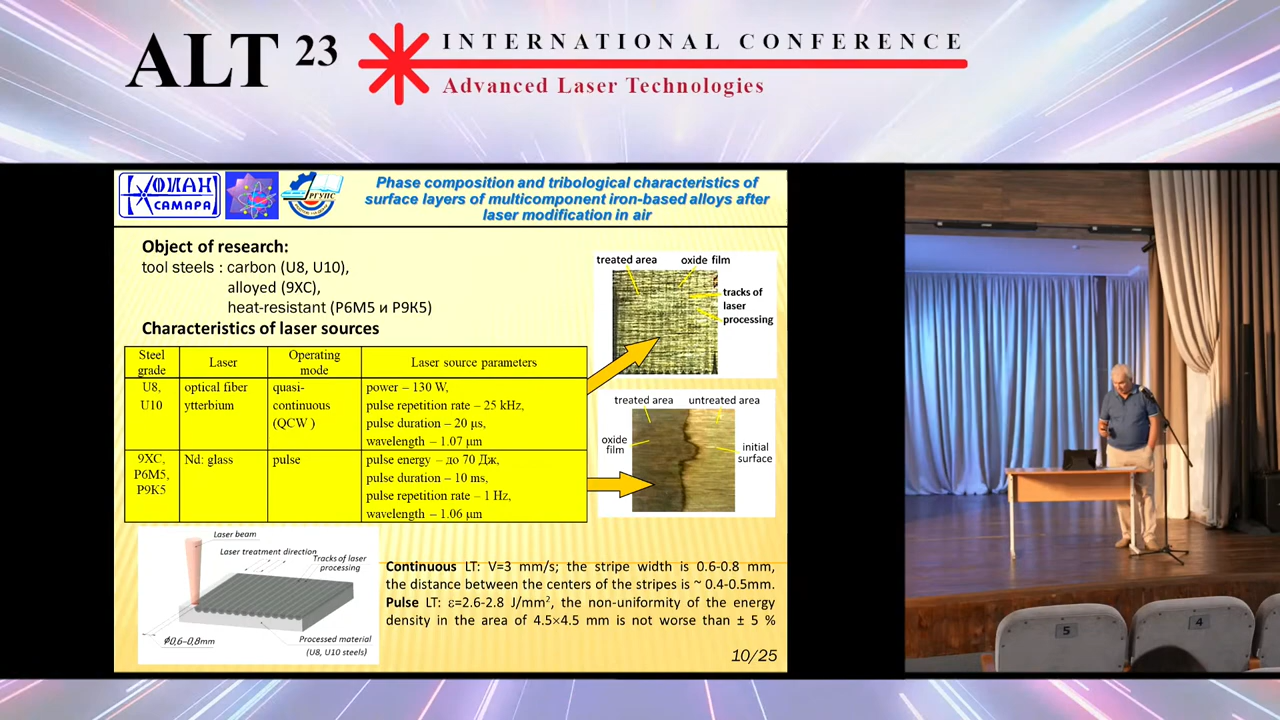 ALT 23
INTERNATIONAL CONFERENCE
Advanced Laser Technologies
ФИАН
САМАРА
РГУПС
Phase composition and tribological characteristics of
surface layers of multicomponent iron-based alloys after
laser modification in air
Object of research:
tool steels : carbon (U8, U10),
alloyed (9XC),
heat-resistant (Р6М5 и Р9К5)
Characteristics of laser sources
Steel grade
Laser
Operating mode
Laser source parameters
U8,
U10
optical fiber
ytterbium
quasi-
continuous
(QCW )
power – 130 W,
pulse repetition rate – 25 kHz,
pulse duration – 20 μs,
wavelength – 1.07 μm
9XC,
P6M5,
P9K5
Nd: glass
pulse
pulse energy – до 70 Дж,
pulse duration – 10 ms,
pulse repetition rate – 1 Hz,
wavelength – 1.06 μm
treated area
oxide film
tracks of
laser
processing
treated area
untreated area
oxide
film
initial
surface
Laser beam
Laser treatment direction
Tracks of laser
processing
Ø0,6–0,8mm
Processed material
(U8, U10 steels)
Continuous LT: V=3 mm/s; the stripe width is 0.6-0.8 mm,
the distance between the centers of the stripes is ~ 0.4-0.5mm.
Pulse LT: ε=2.6-2.8 J/mm², the non-uniformity of the energy
density in the area of 4.5×4.5 mm is not worse than ± 5 %
10/25
5
4